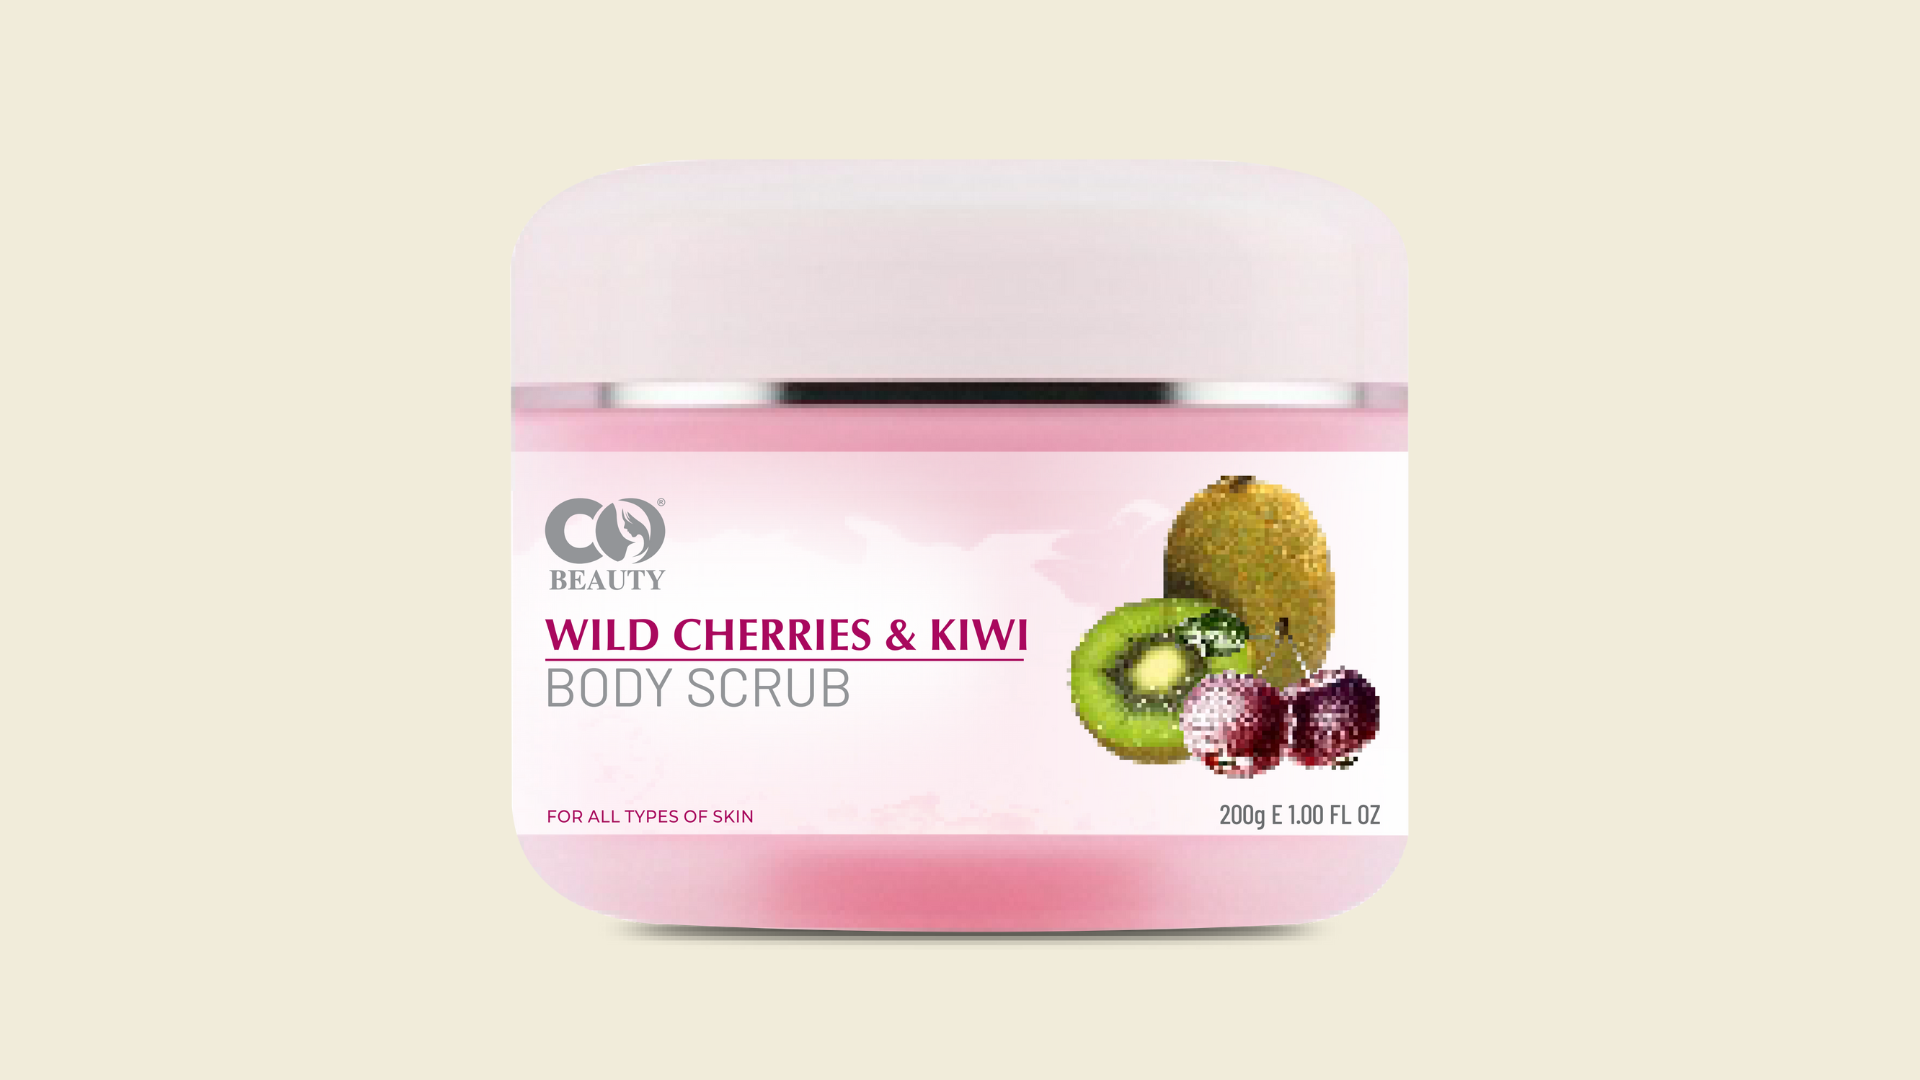 CO®
BEAUTY
WILD CHERRIES & KIWI
BODY SCRUB
FOR ALL TYPES OF SKIN
200g E 1.00 FL OZ